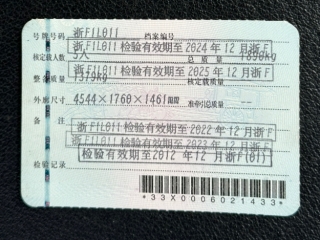 号牌号码 浙F1L011 档案编号
浙F1L011 检验有效期至2024年12月浙F
核定载人数 5人 总质量 1890kg
浙F1L011 检验有效期至2025年12月浙F
整备质量 1515kg
外廓尺寸 4544×1760×1461mm 准牵引总质量 --
备注 浙F1L011 检验有效期至2022年12月浙F
浙F1L011 检验有效期至2023年12月浙F
检验有效期至2012年12月浙F(01)
检验记录
*33X0006021433*